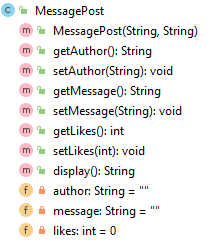 MessagePost
MessagePost(String, String)
getAuthor(): String
setAuthor(String): void
getMessage(): String
setMessage(String): void
getLikes(): int
setLikes(int): void
display(): String
author: String = ""
message: String = ""
likes: int = 0